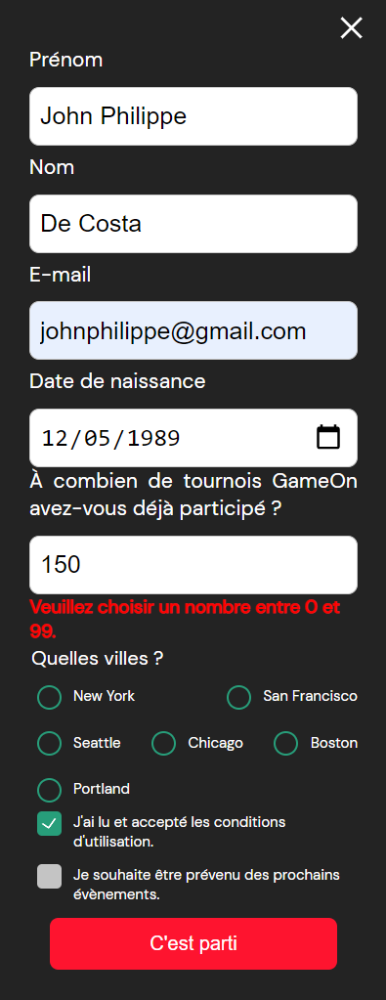 Prénom
John Philippe
Nom
De Costa
E-mail
johnphilippe@gmail.com
Date de naissance
12/05/1989
À combien de tournois GameOn
avez-vous déjà participé ?
150
Veuillez choisir un nombre entre 0 et
99.
Quelles villes ?
New York San Francisco
Seattle Chicago Boston
Portland
J'ai lu et accepté les conditions
d'utilisation.
Je souhaite être prévenu des prochains
évènements.
C'est parti